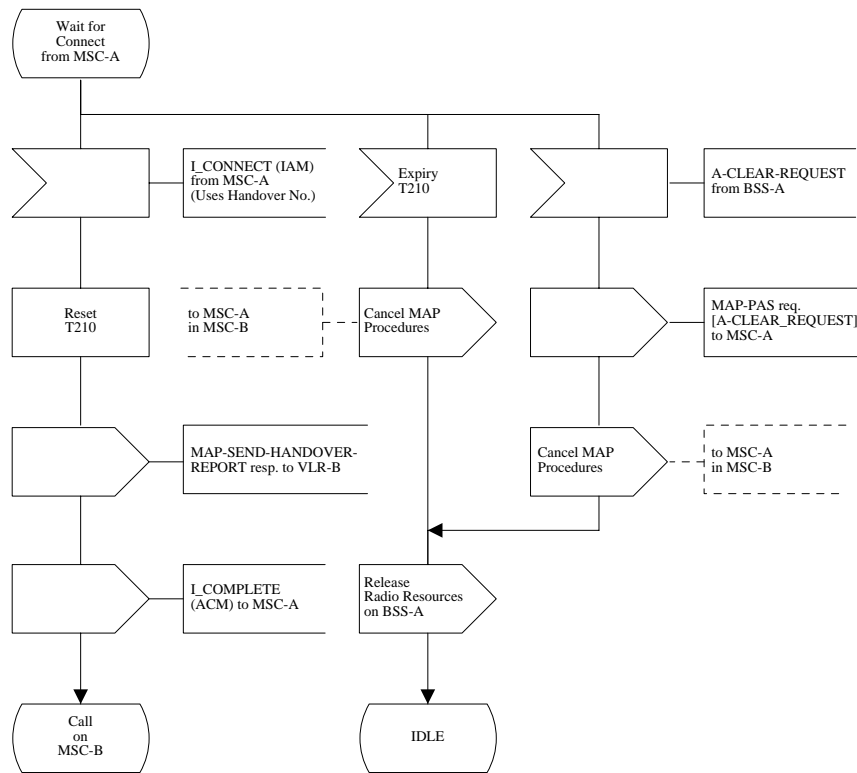 Wait for
Connect
from MSC-A
I_CONNECT (IAM)
from MSC-A
(Uses Handover No.)
Expiry
T210
A-CLEAR-REQUEST
from BSS-A
Reset
T210
to MSC-A
in MSC-B
Cancel MAP
Procedures
MAP-PAS req.
[A-CLEAR_REQUEST]
to MSC-A
MAP-SEND-HANDOVER-
REPORT resp. to VLR-B
Cancel MAP
Procedures
to MSC-A
in MSC-B
I_COMPLETE
(ACM) to MSC-A
Release
Radio Resources
on BSS-A
Call
on
MSC-B
IDLE